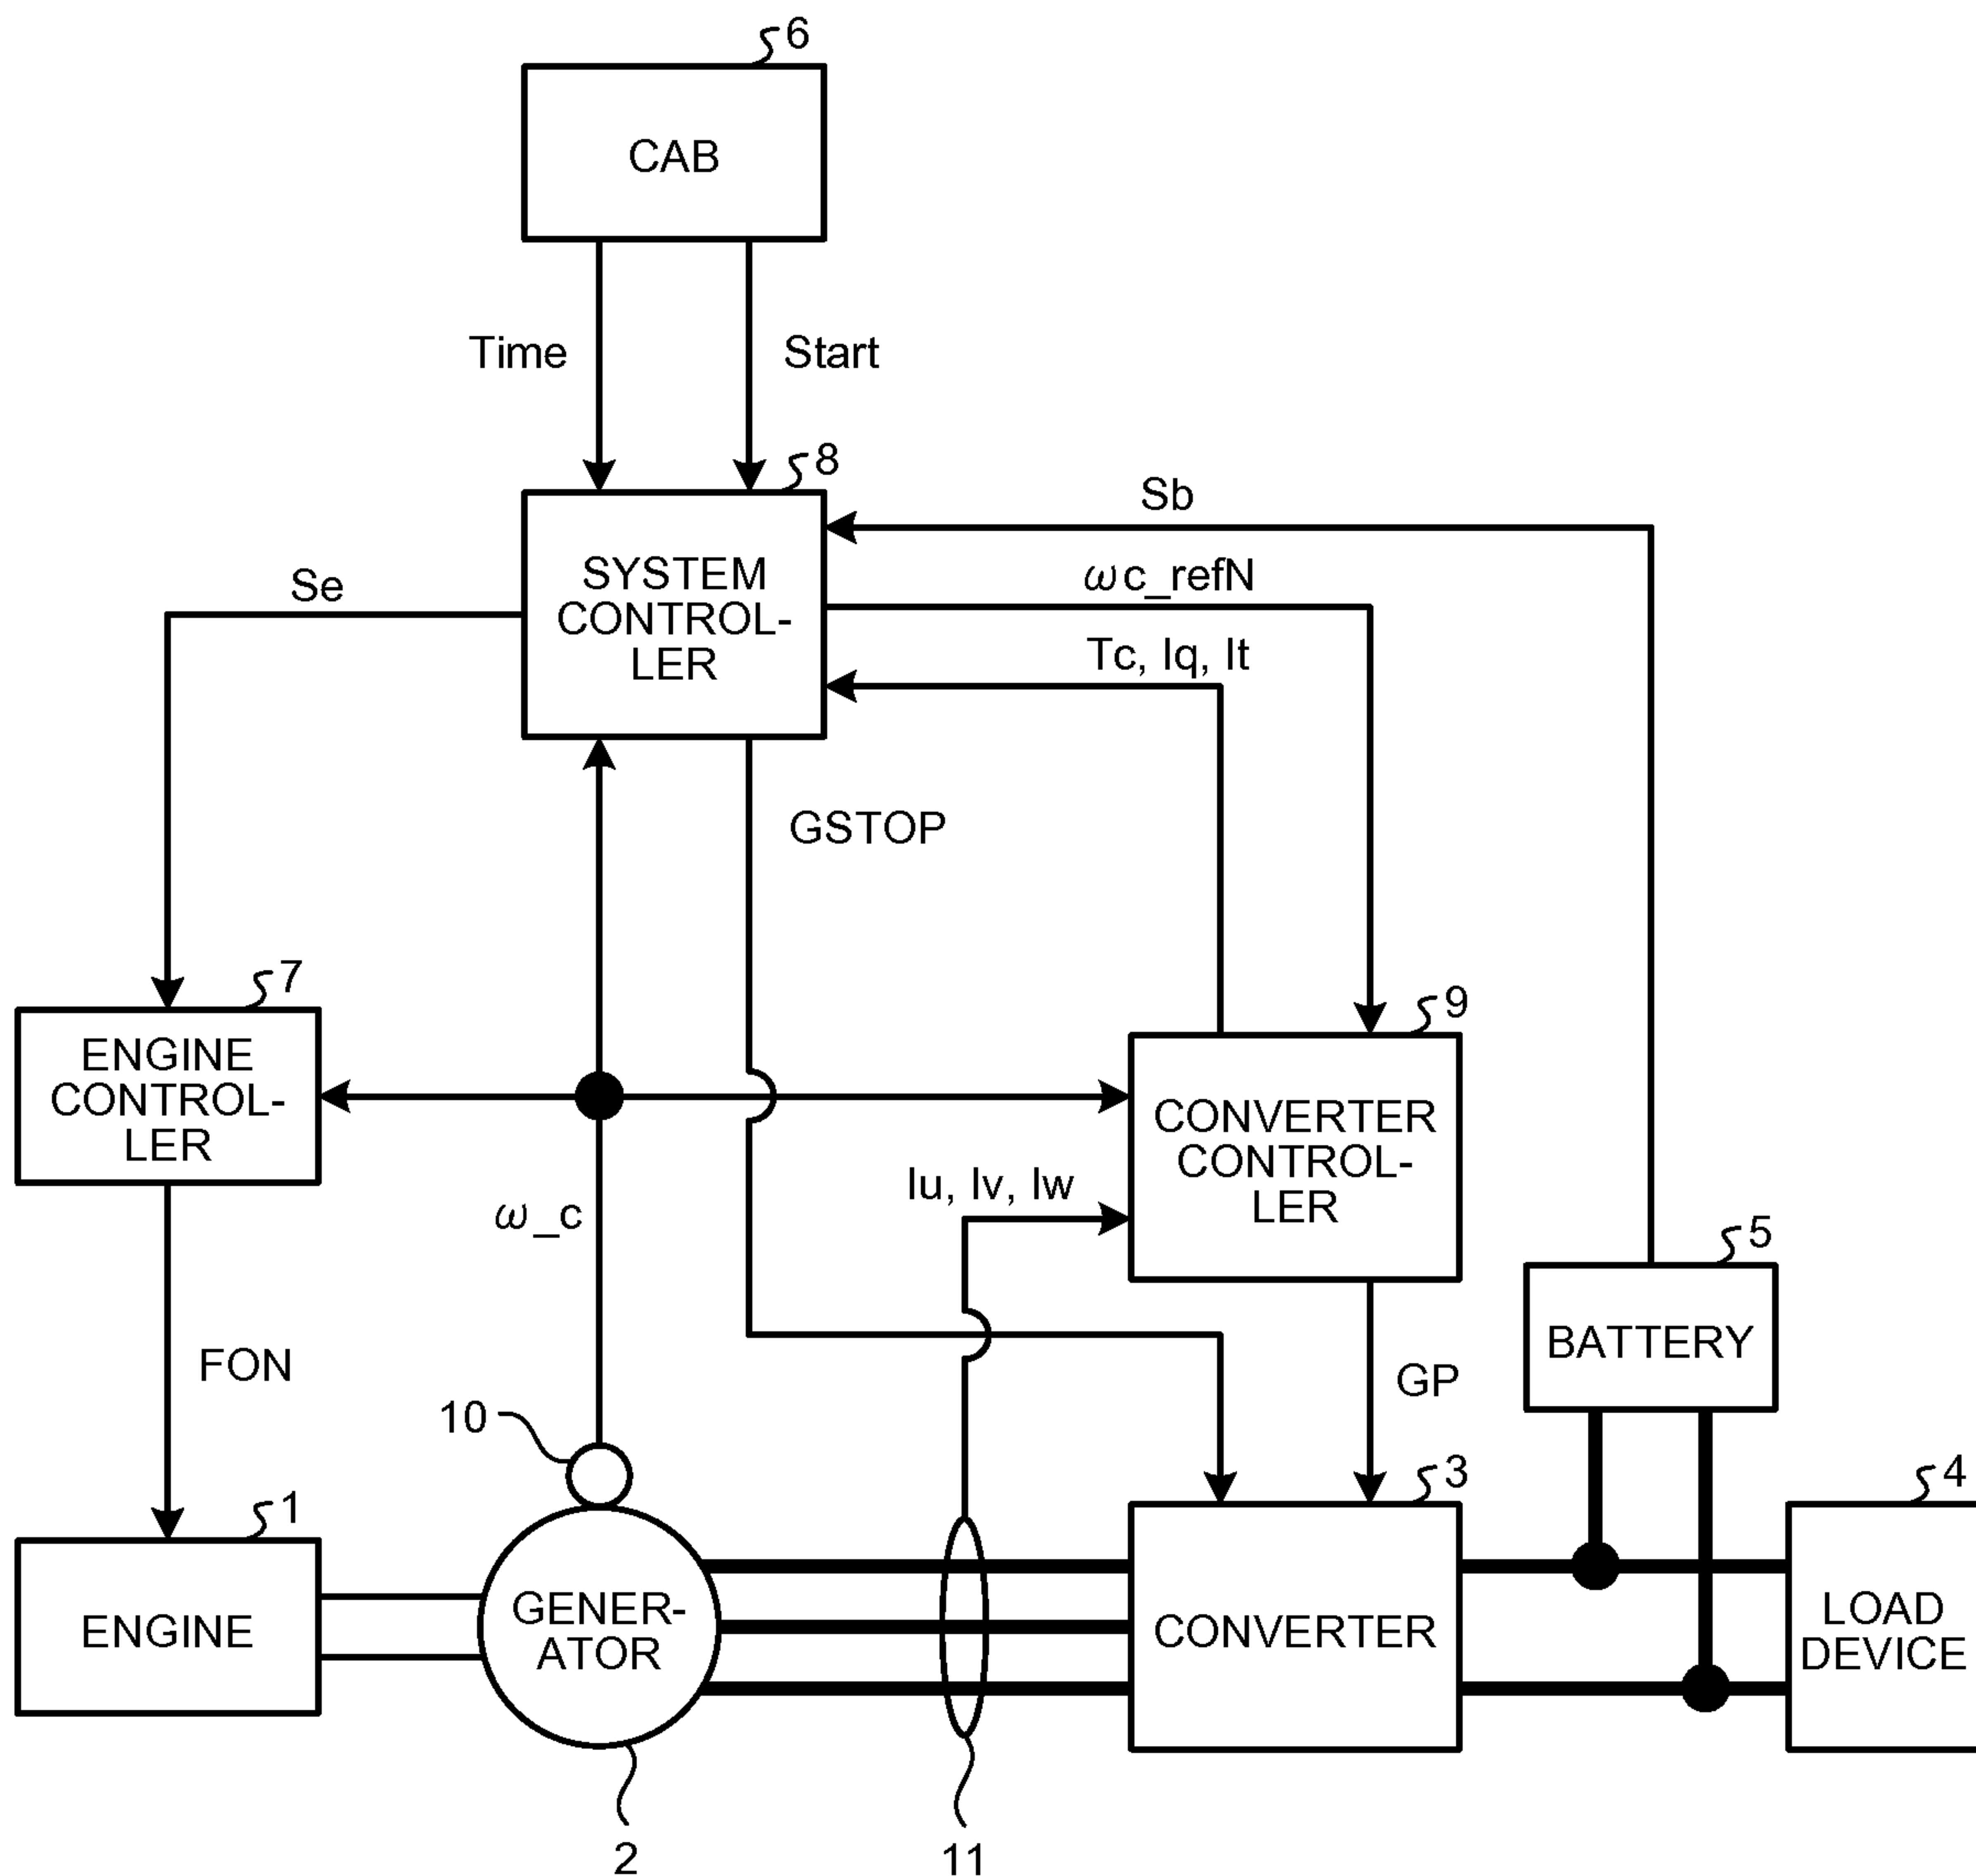 6
CAB
Time
Start
8
Sb
SYSTEM
CONTROL-
LER
Se
ωc_refN
Tc, Iq, It
GSTOP
7
ENGINE
CONTROL-
LER
9
CONVERTER
CONTROL-
LER
Iu, Iv, Iw
ω_c
5
BATTERY
FON
GP
10
1
ENGINE
GENER-
ATOR
3
CONVERTER
4
LOAD
DEVICE
2
11